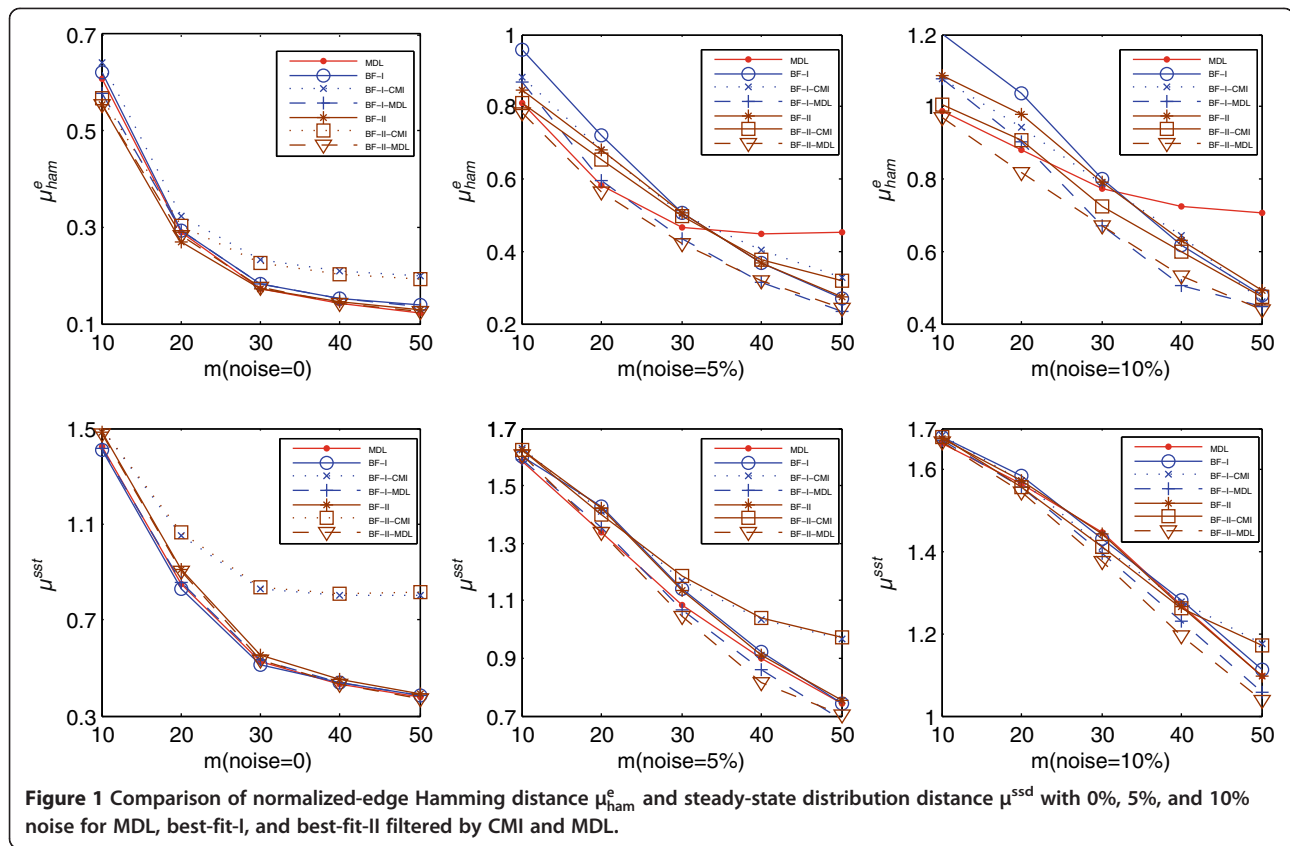 0.7
0.5
0.3
0.1
μ^e_ham
10 20 30 40 50
m(noise=0)
MDL
BF-I
BF-I-CMI
BF-I-MDL
BF-II
BF-II-CMI
BF-II-MDL
1
0.8
0.6
0.4
0.2
μ^e_ham
10 20 30 40 50
m(noise=5%)
MDL
BF-I
BF-I-CMI
BF-I-MDL
BF-II
BF-II-CMI
BF-II-MDL
1.2
1.0
0.8
0.6
0.4
μ^e_ham
10 20 30 40 50
m(noise=10%)
MDL
BF-I
BF-I-CMI
BF-I-MDL
BF-II
BF-II-CMI
BF-II-MDL
1.5
1.1
0.7
0.3
μ^sst
10 20 30 40 50
m(noise=0)
MDL
BF-I
BF-I-CMI
BF-I-MDL
BF-II
BF-II-CMI
BF-II-MDL
1.7
1.5
1.3
1.1
0.9
0.7
μ^sst
10 20 30 40 50
m(noise=5%)
MDL
BF-I
BF-I-CMI
BF-I-MDL
BF-II
BF-II-CMI
BF-II-MDL
1.7
1.6
1.4
1.2
1
μ^sst
10 20 30 40 50
m(noise=10%)
MDL
BF-I
BF-I-CMI
BF-I-MDL
BF-II
BF-II-CMI
BF-II-MDL
Figure 1 Comparison of normalized-edge Hamming distance μ^e_ham and steady-state distribution distance μ^ssd with 0%, 5%, and 10%
noise for MDL, best-fit-I, and best-fit-II filtered by CMI and MDL.